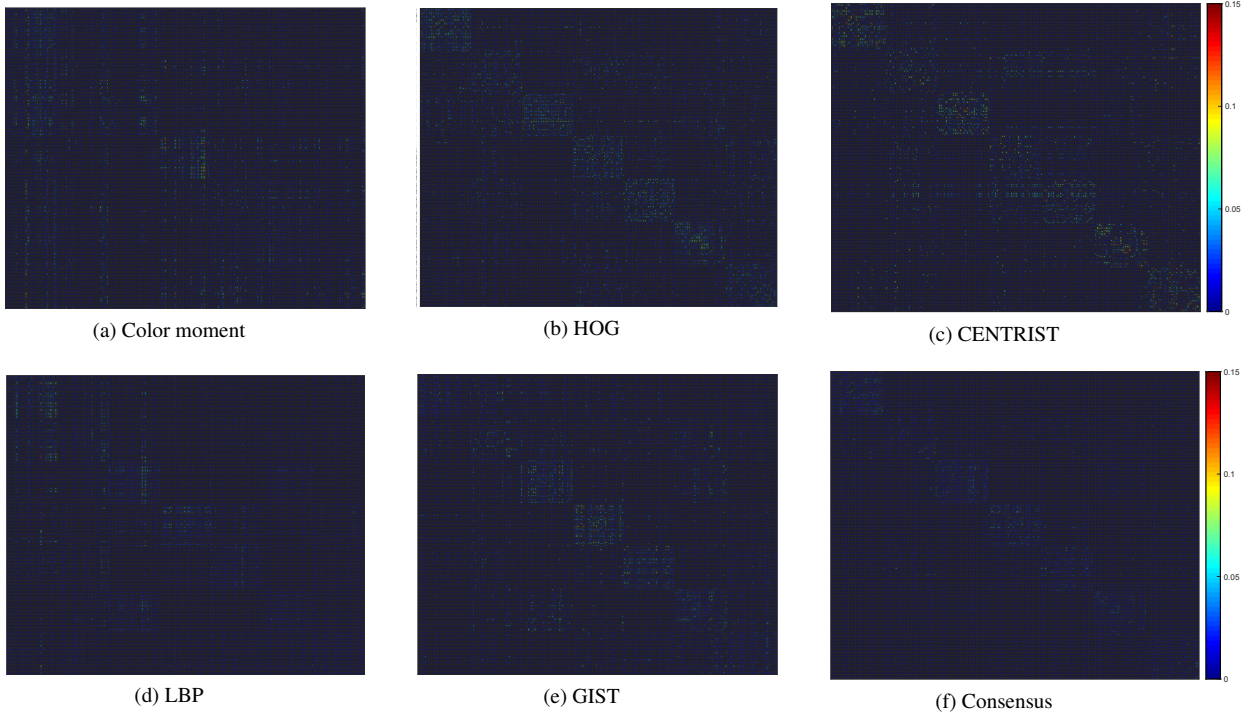 0.15
0.1
0.05
0
(a) Color moment
(b) HOG
(c) CENTRIST
0.15
0.1
0.05
0
(d) LBP
(e) GIST
(f) Consensus